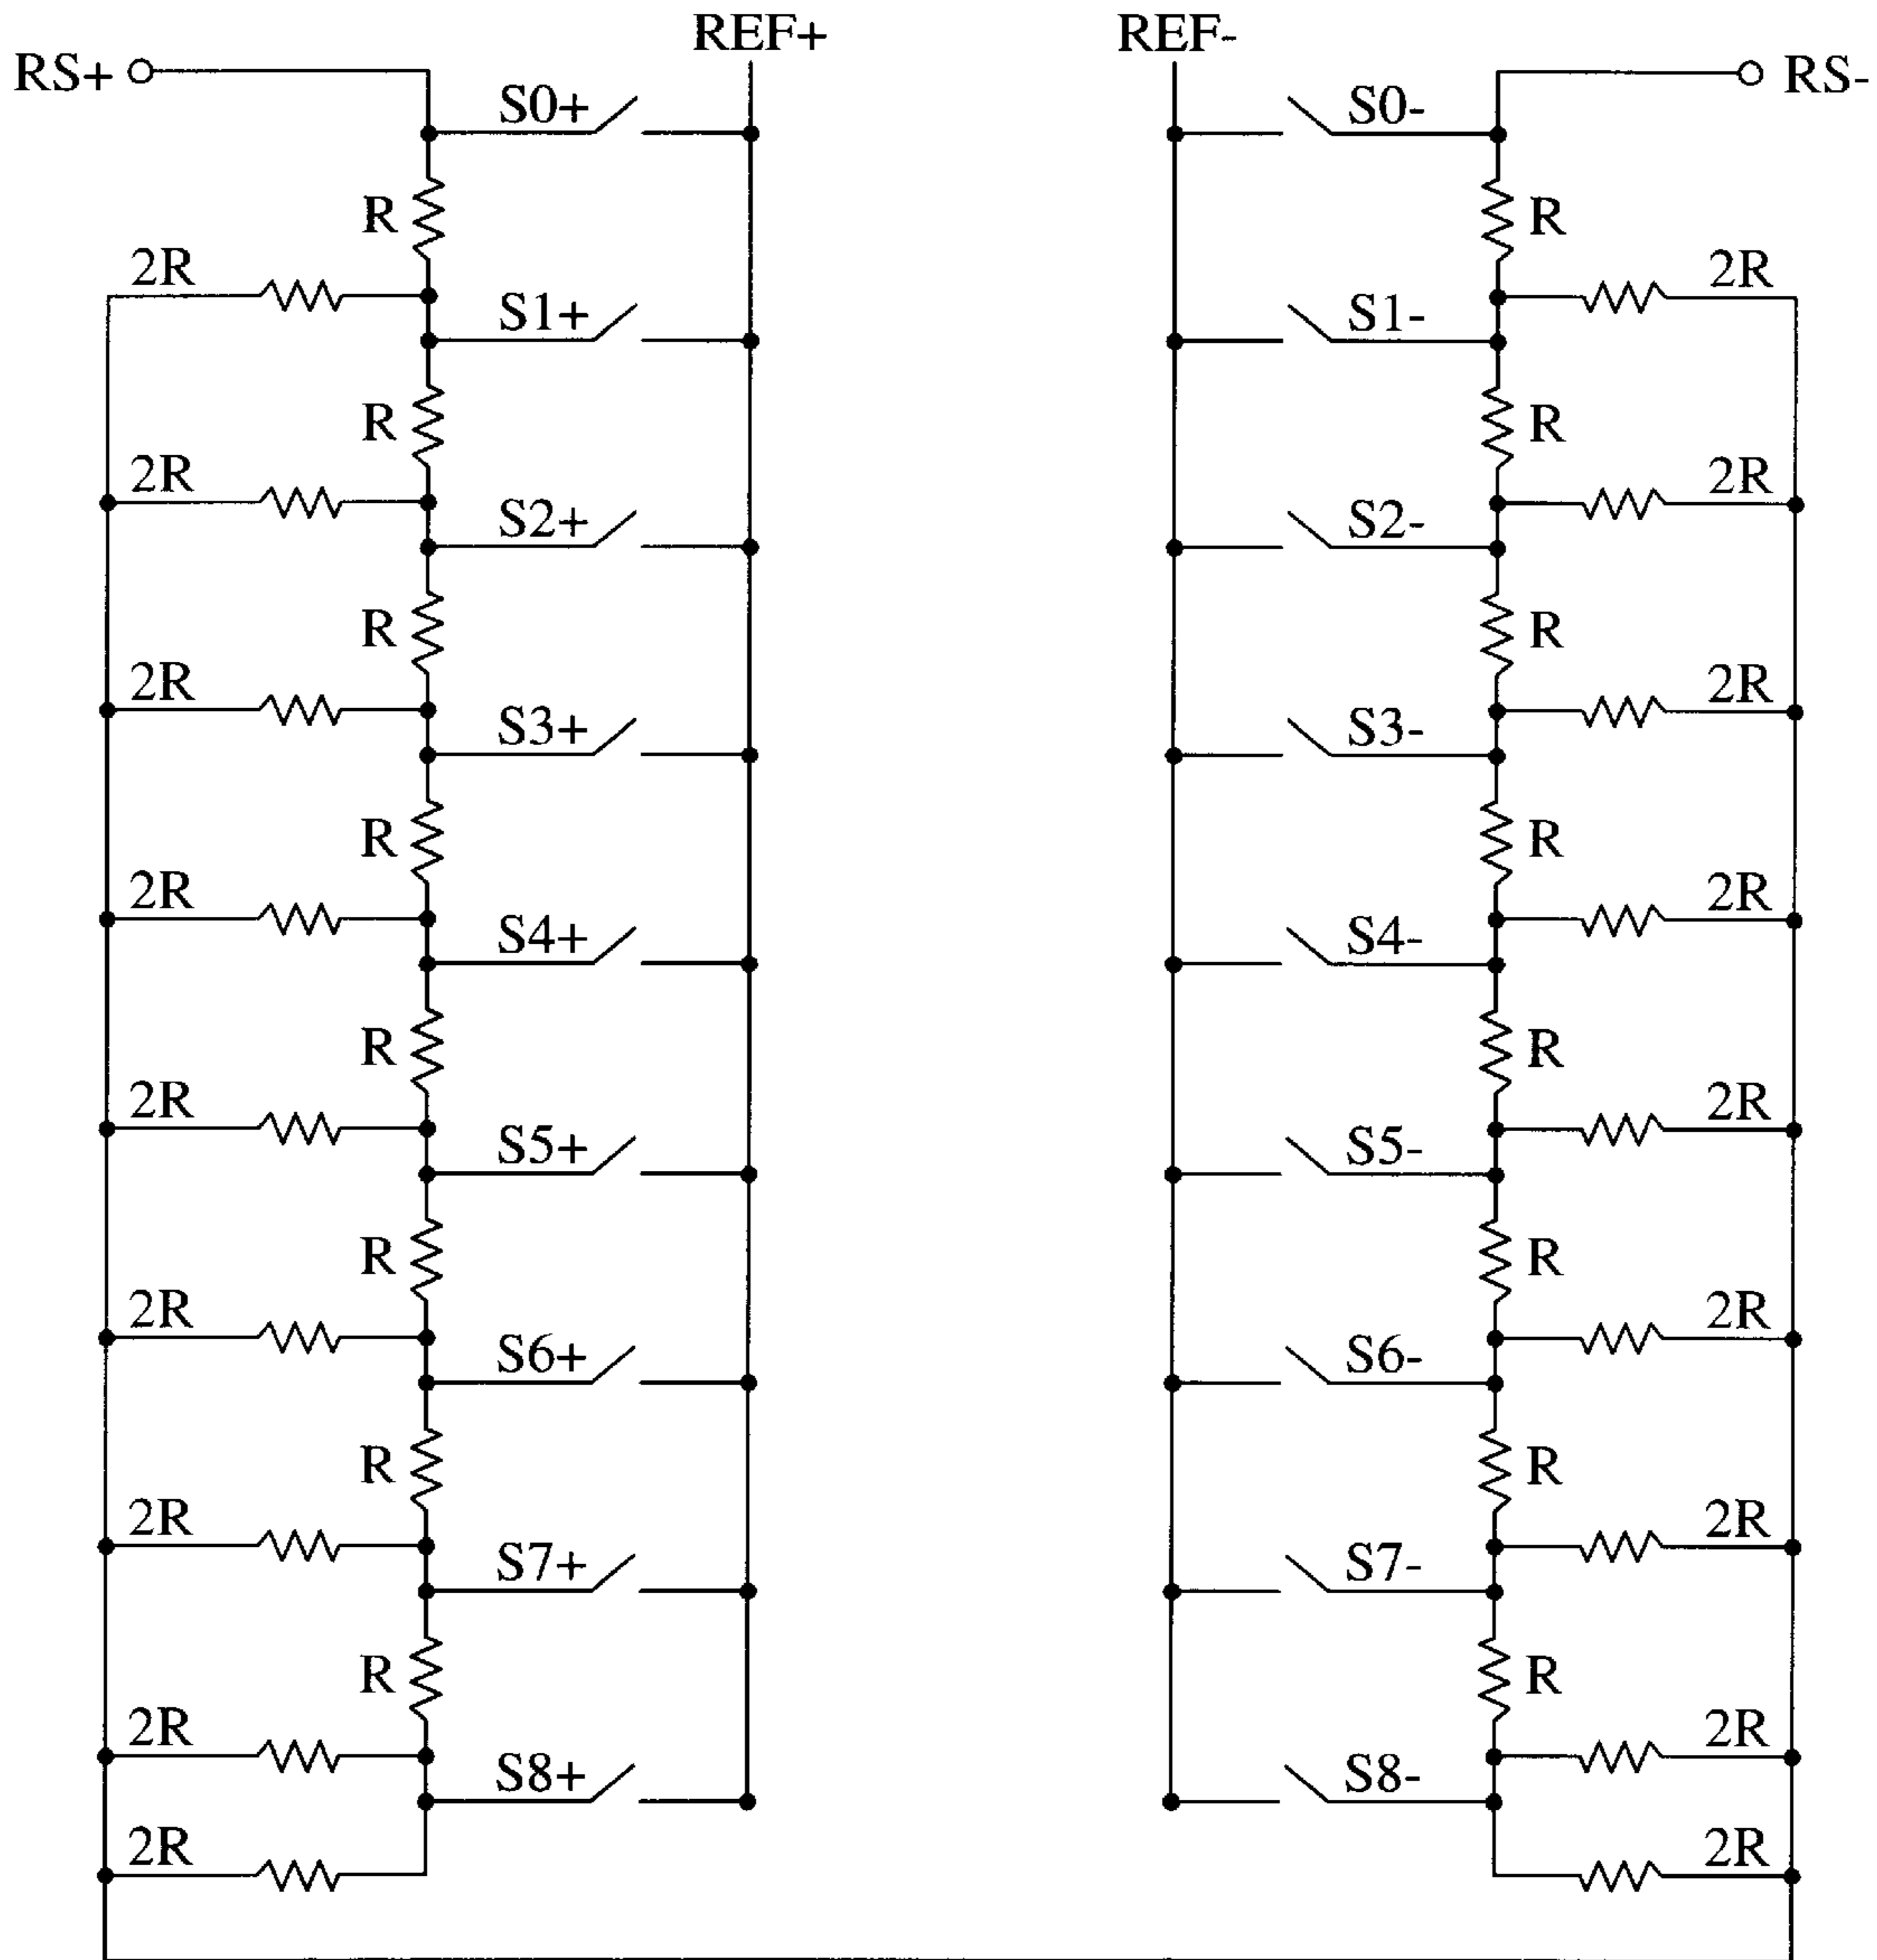 REF+ REF-
RS+ RS-
S0+ S0-
R R
2R 2R
S1+ S1-
R R
2R 2R
S2+ S2-
R R
2R 2R
S3+ S3-
R R
2R 2R
S4+ S4-
R R
2R 2R
S5+ S5-
R R
2R 2R
S6+ S6-
R R
2R 2R
S7+ S7-
R R
2R 2R
S8+ S8-
2R 2R